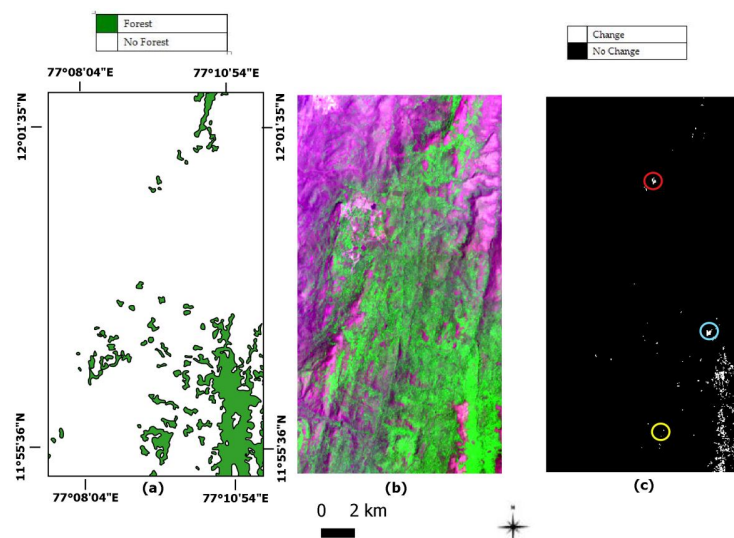 Forest
No Forest
Change
No Change
77°08'04"E
77°10'54"E
12°01'35"N
12°01'35"N
11°55'36"N
11°55'36"N
77°08'04"E
(a)
77°10'54"E
(b)
(c)
0 2 km
N